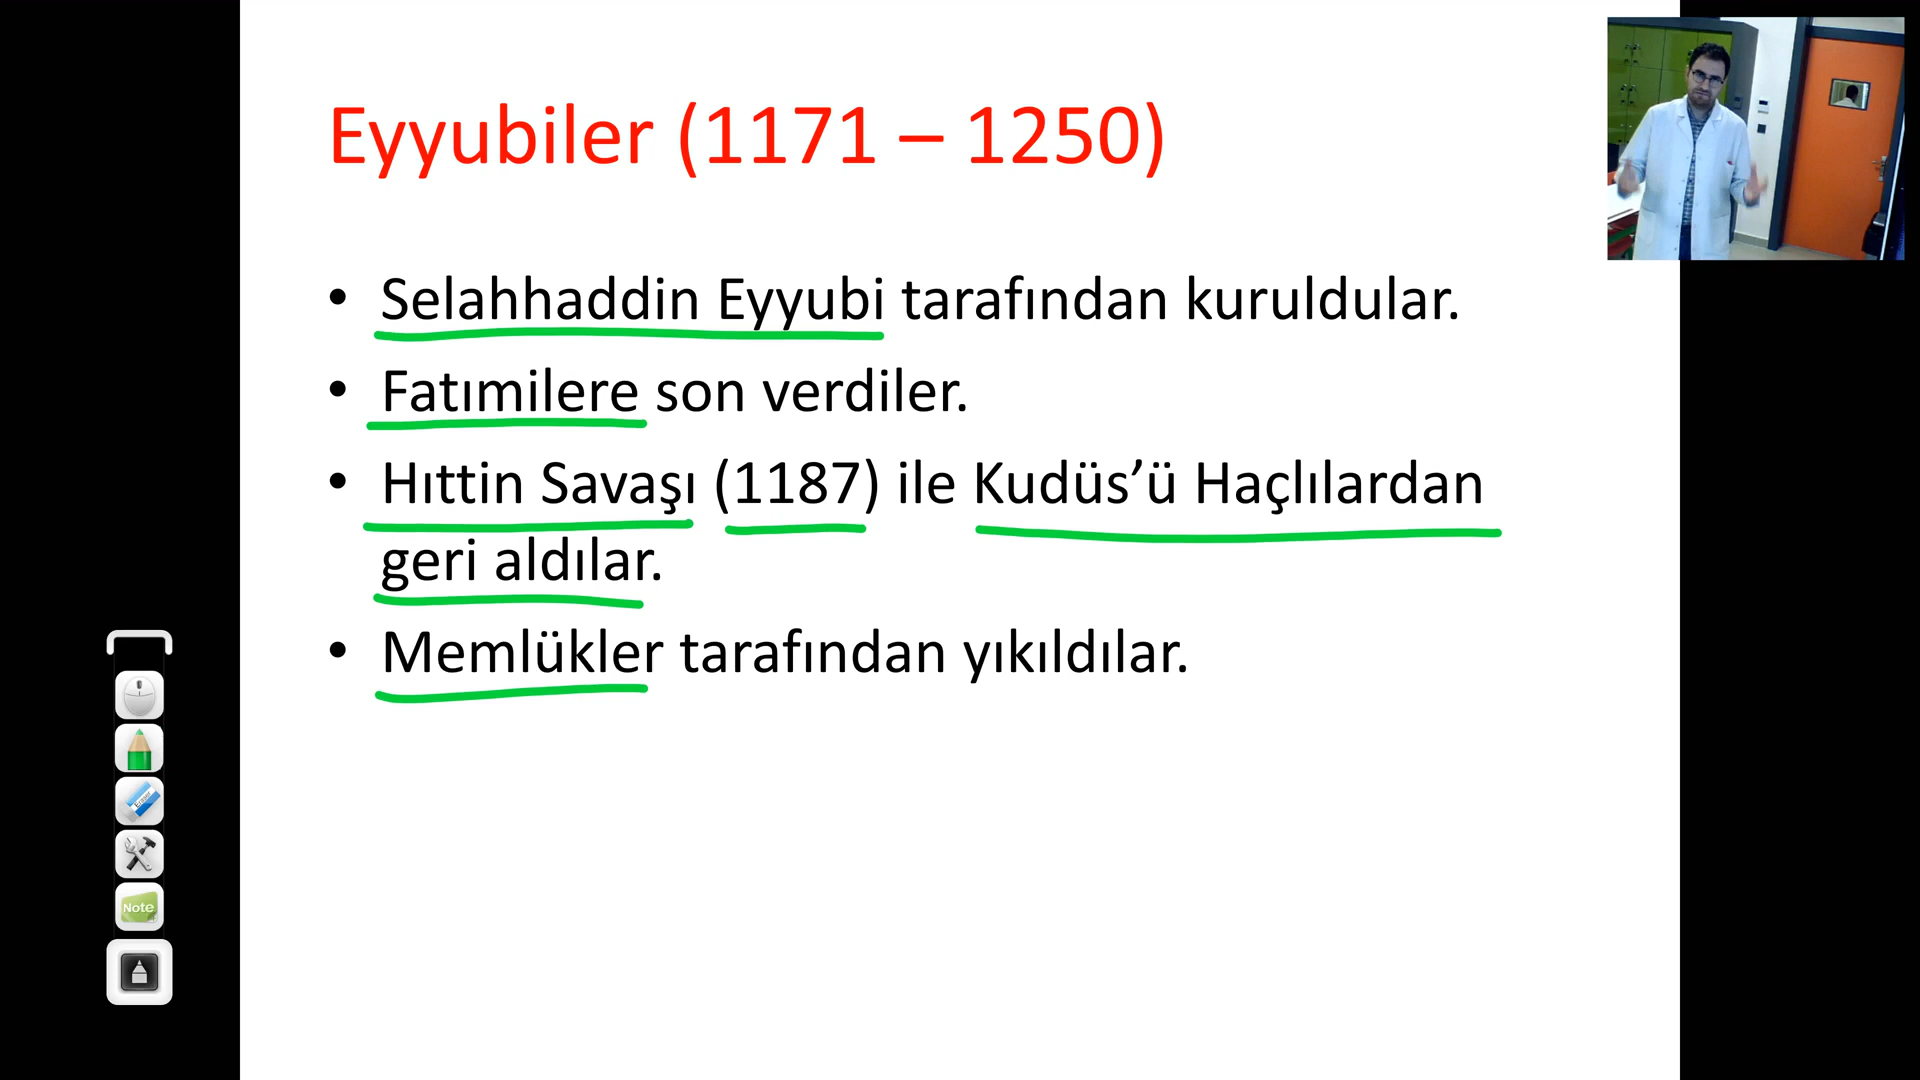 Eyyubiler (1171 – 1250)
• Selahhaddin Eyyubi tarafından kuruldular.
• Fatımilere son verdiler.
• Hıttin Savaşı (1187) ile Kudüs’ü Haçlılardan
geri aldılar.
• Memlükler tarafından yıkıldılar.
Eraser
Note